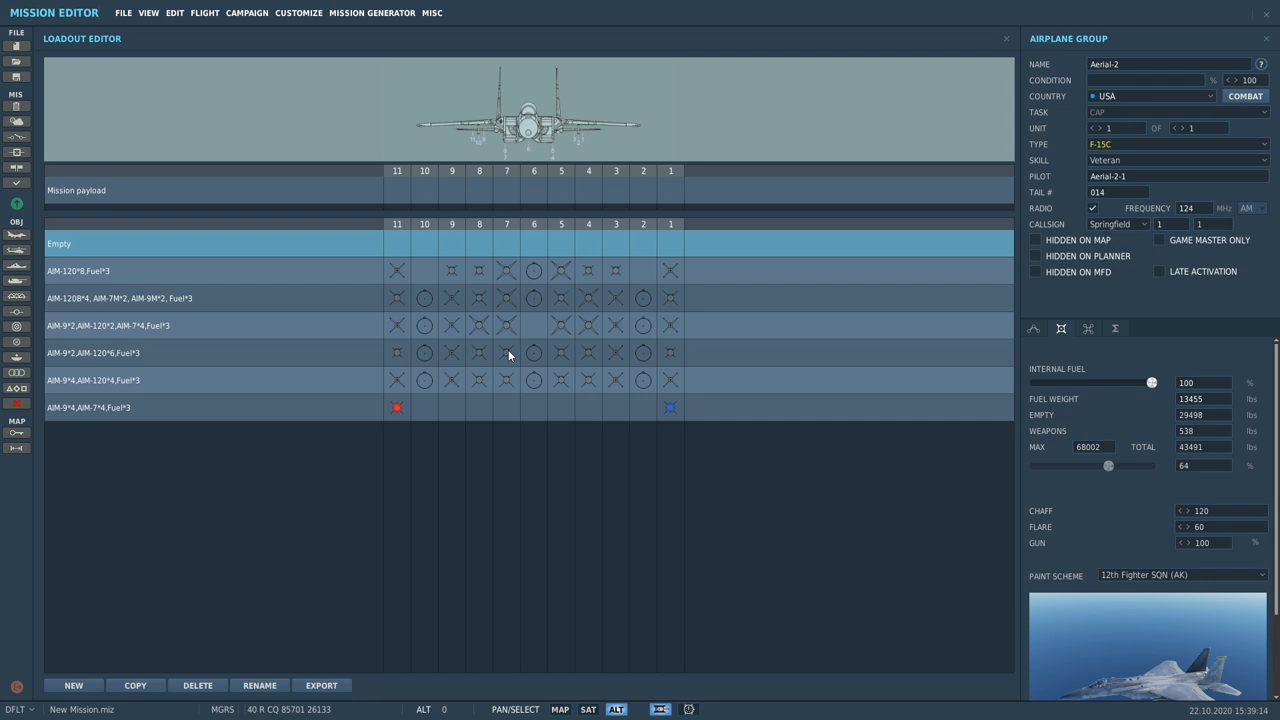 MISSION EDITOR FILE VIEW EDIT FLIGHT CAMPAIGN CUSTOMIZE MISSION GENERATOR MISC
FILE
MIS
OBJ
MAP
LOADOUT EDITOR
11 10 9 8 7 6 5 4 3 2 1
Mission payload
11 10 9 8 7 6 5 4 3 2 1
Empty
AIM-120*8,Fuel*3
AIM-120B*4, AIM-7M*2, AIM-9M*2, Fuel*3
AIM-9*2,AIM-120*2,AIM-7*4,Fuel*3
AIM-9*2,AIM-120*6,Fuel*3
AIM-9*4,AIM-120*4,Fuel*3
AIM-9*4,AIM-7*4,Fuel*3
NEW COPY DELETE RENAME EXPORT
AIRPLANE GROUP
NAME Aerial-2 ?
CONDITION % < > 100
COUNTRY USA COMBAT
TASK CAP
UNIT < > 1 OF < > 1
TYPE F-15C
SKILL Veteran
PILOT Aerial-2-1
TAIL # 014
RADIO FREQUENCY 124 MHz AM
CALLSIGN Springfield 1 1
HIDDEN ON MAP GAME MASTER ONLY
HIDDEN ON PLANNER
HIDDEN ON MFD LATE ACTIVATION
Σ
INTERNAL FUEL
100 %
FUEL WEIGHT 13455 lbs
EMPTY 29498 lbs
WEAPONS 538 lbs
MAX 68002 TOTAL 43491 lbs
64 %
CHAFF < > 120
FLARE < > 60
GUN < > 100 %
PAINT SCHEME 12th Fighter SQN (AK)
DFLT New Mission.miz MGRS 40 R CQ 85701 26133 ALT 0 PAN/SELECT MAP SAT ALT 22.10.2020 15:39:14